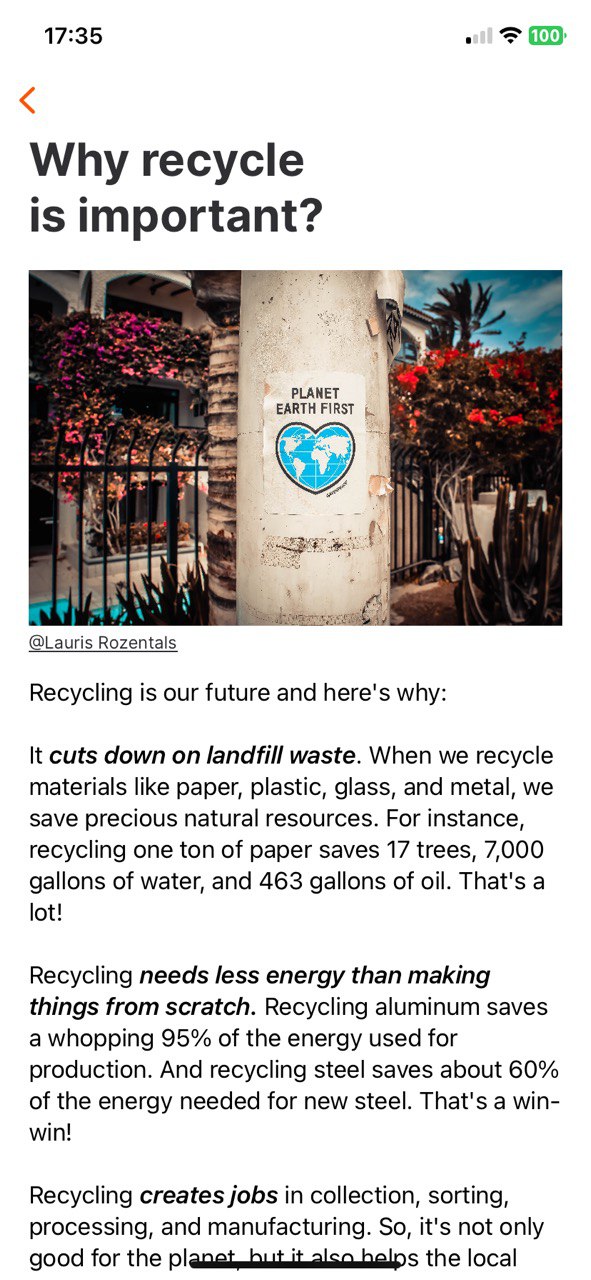 17:35
100
Why recycle
is important?
PLANET
EARTH FIRST
@Lauris Rozentals
Recycling is our future and here's why:
It cuts down on landfill waste. When we recycle
materials like paper, plastic, glass, and metal, we
save precious natural resources. For instance,
recycling one ton of paper saves 17 trees, 7,000
gallons of water, and 463 gallons of oil. That's a
lot!
Recycling needs less energy than making
things from scratch. Recycling aluminum saves
a whopping 95% of the energy used for
production. And recycling steel saves about 60%
of the energy needed for new steel. That's a win-
win!
Recycling creates jobs in collection, sorting,
processing, and manufacturing. So, it's not only
good for the planet, but it also helps the local